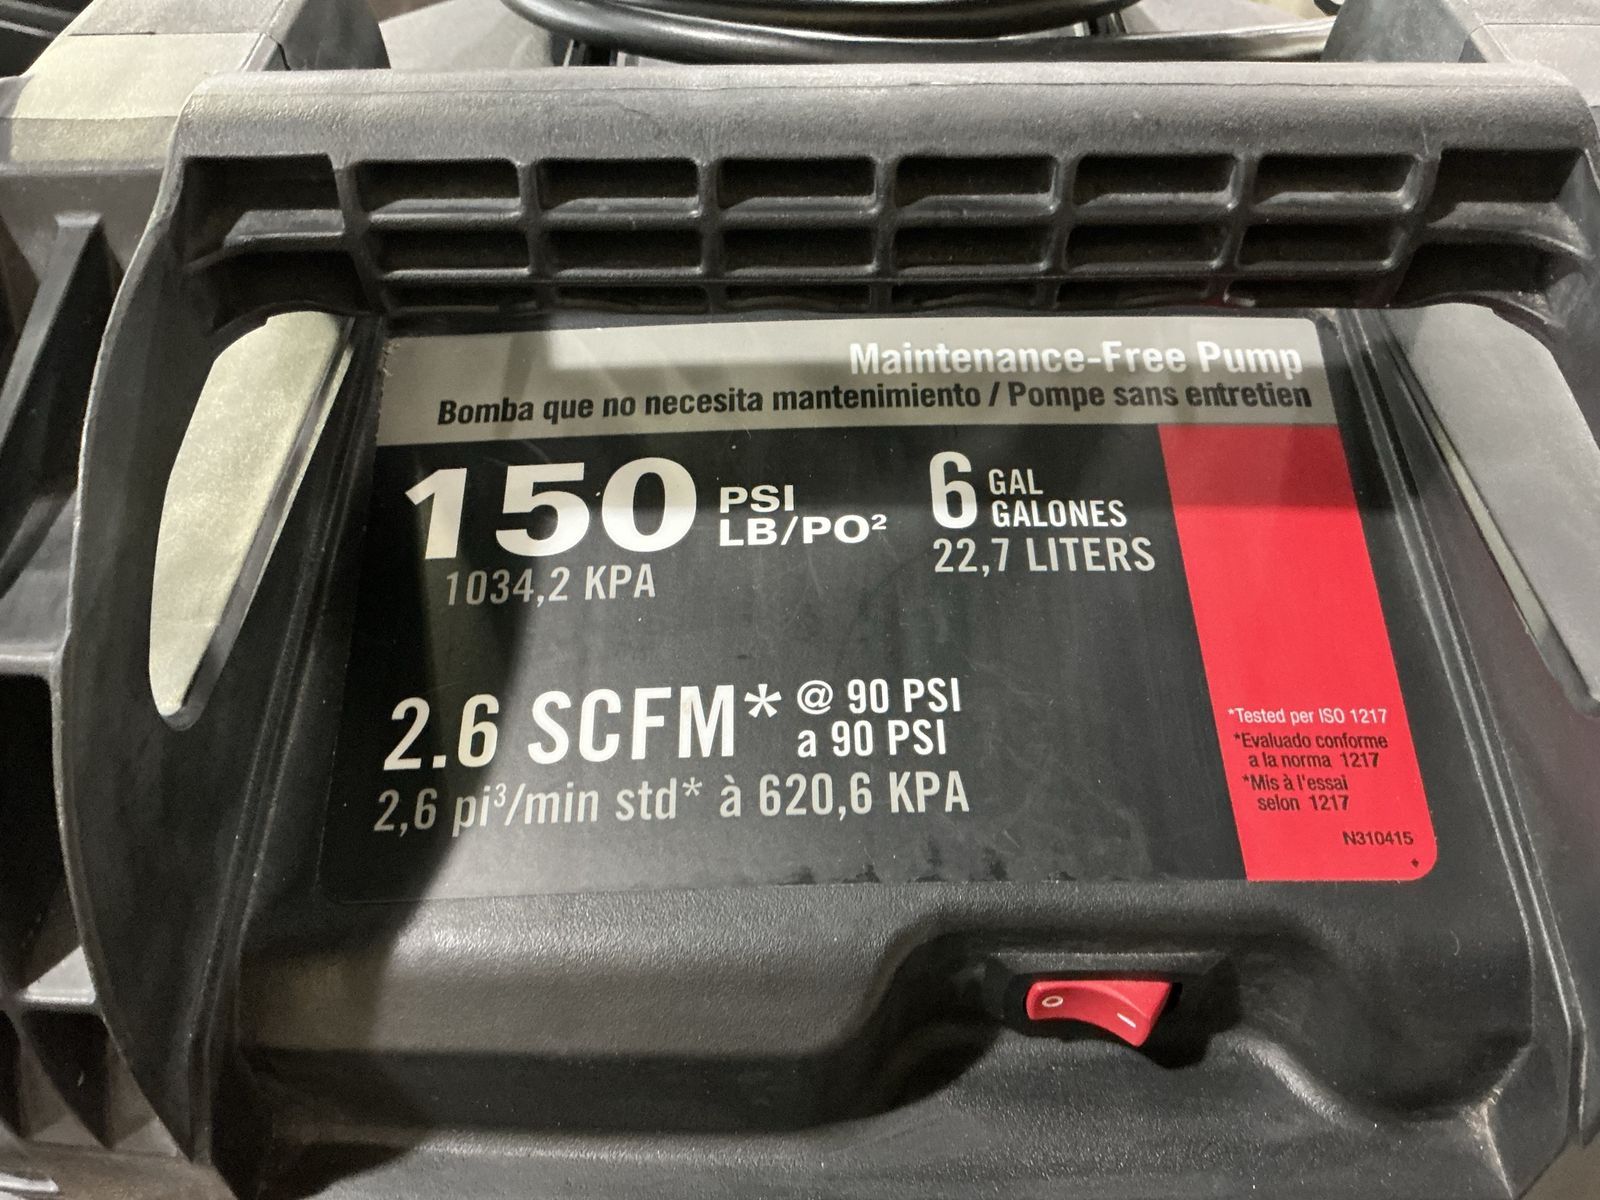 Maintenance-Free Pump
Bomba que no necesita mantenimiento / Pompe sans entretien
150 PSI
LB/PO²
1034,2 KPA
6 GAL
GALONES
22,7 LITERS
2.6 SCFM* @ 90 PSI
a 90 PSI
2,6 pi³/min std* à 620,6 KPA
*Tested per ISO 1217
*Evaluado conforme
a la norma 1217
*Mis à l'essai
selon 1217
N310415
O
I